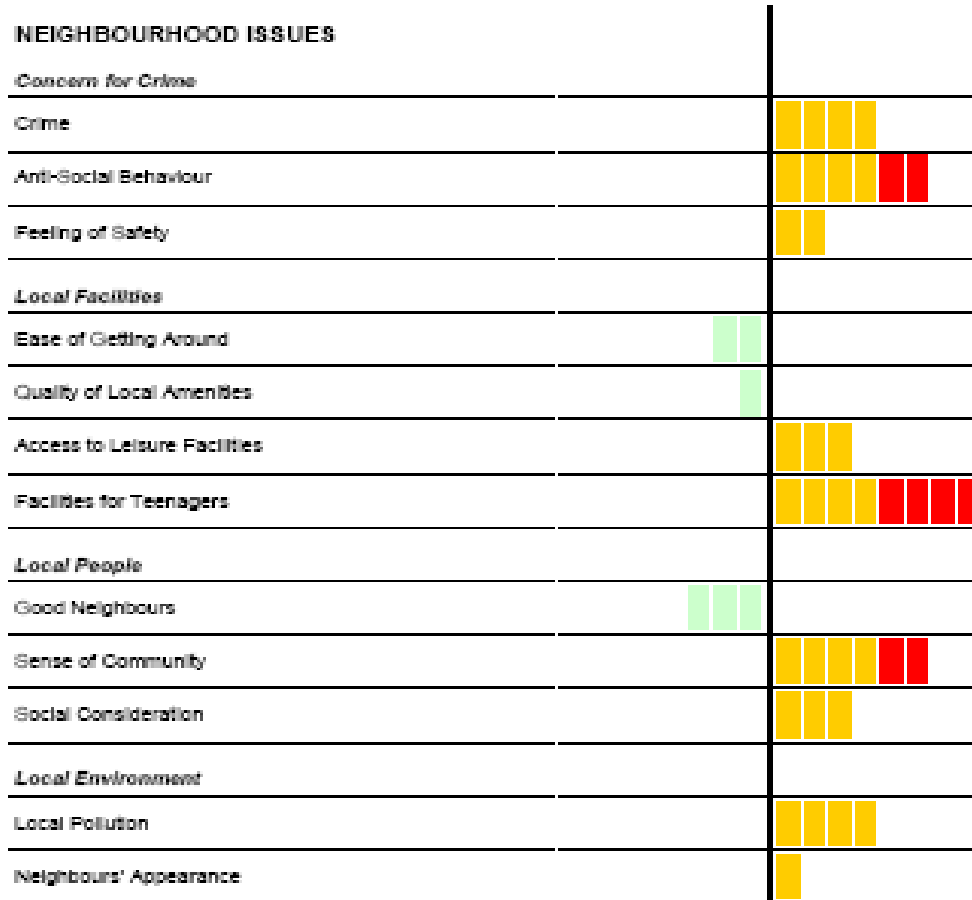 NEIGHBOURHOOD ISSUES
Concern for Crime
Crime
Anti-Social Behaviour
Feeling of Safety
Local Facilities
Ease of Getting Around
Quality of Local Amenities
Access to Leisure Facilities
Facilities for Teenagers
Local People
Good Neighbours
Sense of Community
Social Consideration
Local Environment
Local Pollution
Neighbours' Appearance